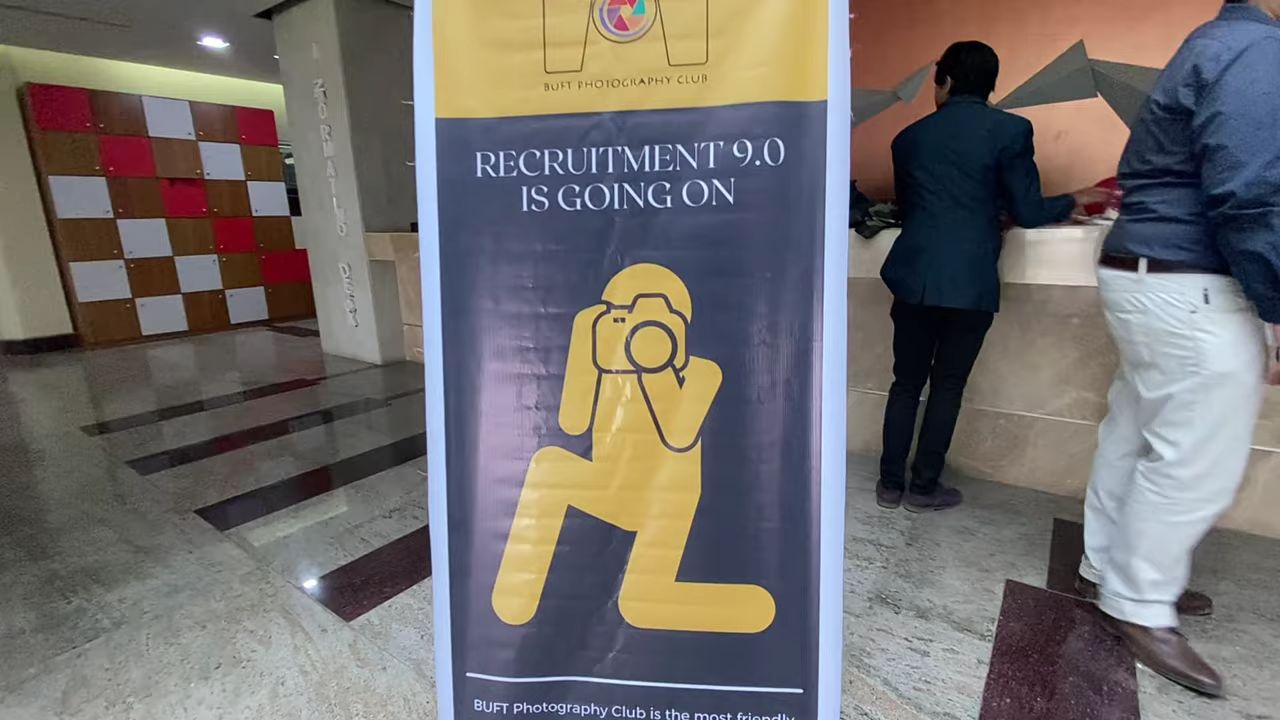 BUFT PHOTOGRAPHY CLUB
RECRUITMENT 9.0
IS GOING ON
BUFT Photography Club is the most friendly